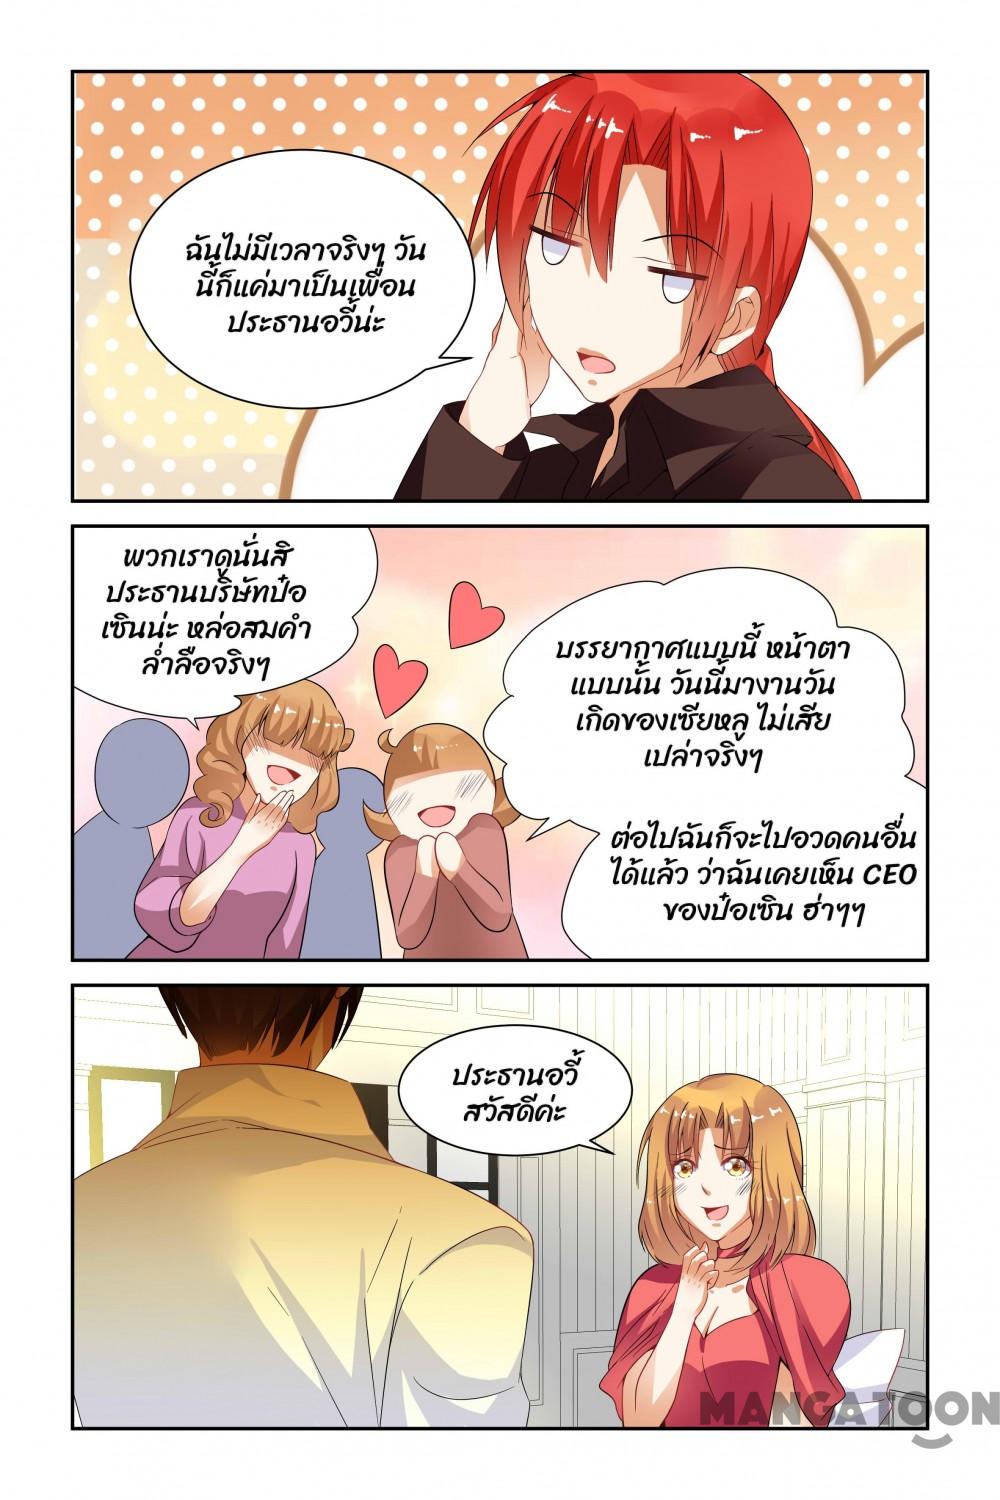 ฉันไม่มีเวลาจริงๆ วัน
นี้ก็แค่มาเป็นเพื่อน
ประธานอวี้น่ะ
พวกเราดูนั่นสิ
ประธานบริษัทป๋อ
เซินน่ะ หล่อสมคำ
ล่ำลือจริงๆ
บรรยากาศแบบนี้ หน้าตา
แบบนั้น วันนี้มางานวัน
เกิดของเซียหลู ไม่เสีย
เปล่าจริงๆ
ต่อไปฉันก็จะไปอวดคนอื่น
ได้แล้ว ว่าฉันเคยเห็น CEO
ของป๋อเซิน ฮ่าๆๆ
ประธานอวี้
สวัสดีค่ะ
MANGATOON